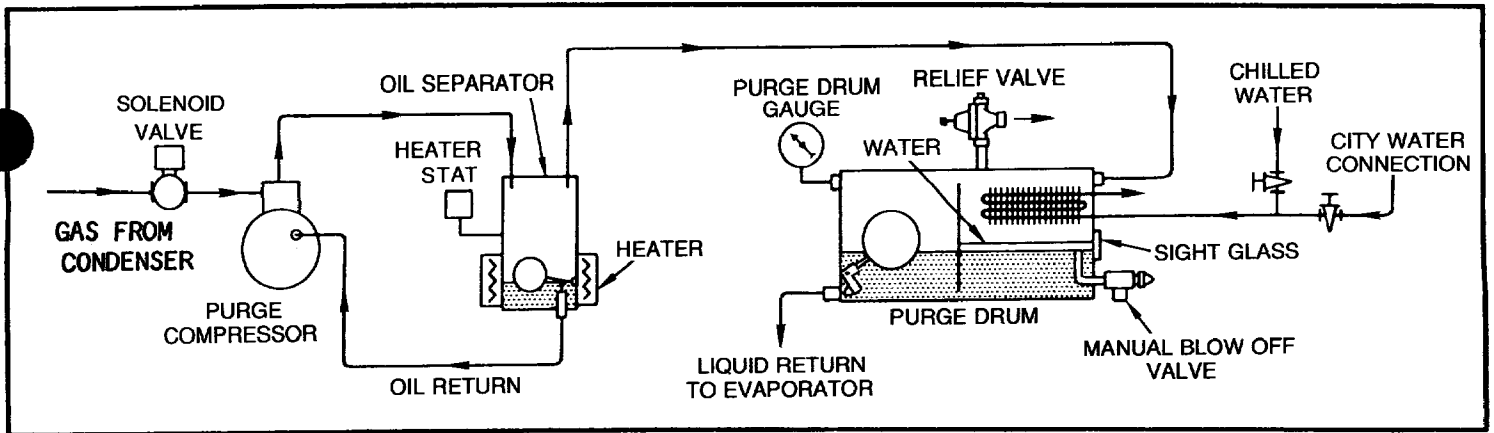 SOLENOID
VALVE
OIL SEPARATOR
HEATER
STAT
PURGE DRUM
GAUGE
RELIEF VALVE
WATER
CHILLED
WATER
CITY WATER
CONNECTION
GAS FROM
CONDENSER
HEATER
SIGHT GLASS
PURGE
COMPRESSOR
OIL RETURN
PURGE DRUM
LIQUID RETURN
TO EVAPORATOR
MANUAL BLOW OFF
VALVE